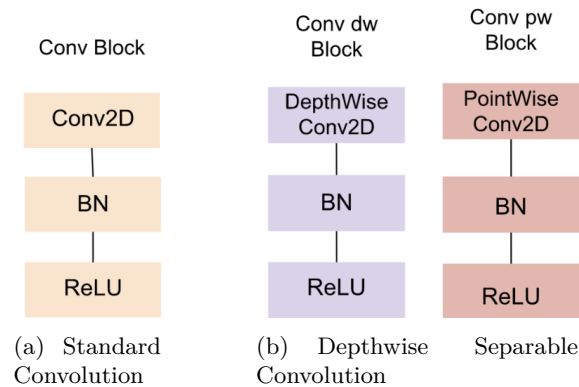 Conv Block
Conv2D
BN
ReLU
(a) Standard
Convolution
Conv dw
Block
DepthWise
Conv2D
BN
ReLU
Conv pw
Block
PointWise
Conv2D
BN
ReLU
(b) Depthwise Separable
Convolution